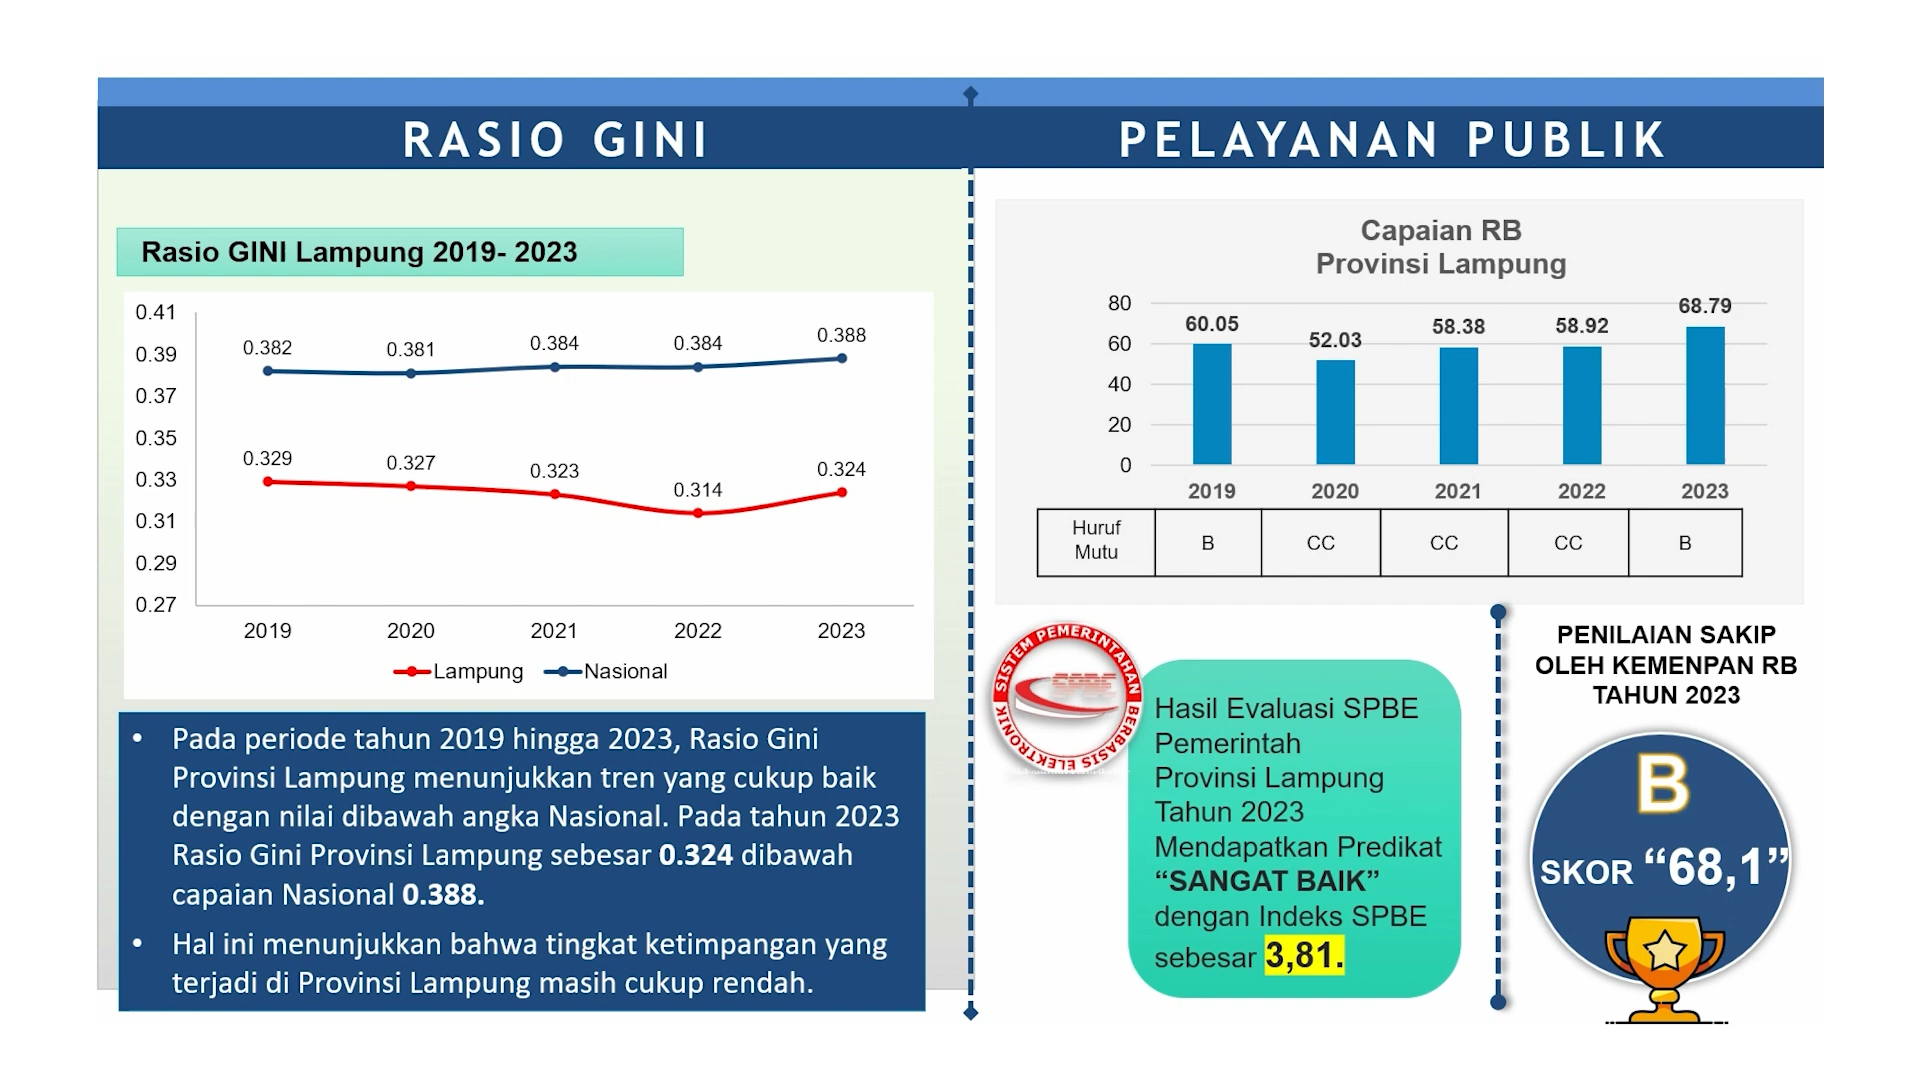 RASIO GINI
Rasio GINI Lampung 2019- 2023
0.41
0.39
0.37
0.35
0.33
0.31
0.29
0.27
0.382
0.381
0.384
0.384
0.388
0.329
0.327
0.323
0.314
0.324
2019
2020
2021
2022
2023
Lampung
Nasional
• Pada periode tahun 2019 hingga 2023, Rasio Gini
Provinsi Lampung menunjukkan tren yang cukup baik
dengan nilai dibawah angka Nasional. Pada tahun 2023
Rasio Gini Provinsi Lampung sebesar 0.324 dibawah
capaian Nasional 0.388.
• Hal ini menunjukkan bahwa tingkat ketimpangan yang
terjadi di Provinsi Lampung masih cukup rendah.
PELAYANAN PUBLIK
Capaian RB
Provinsi Lampung
80
60
40
20
0
60.05
52.03
58.38
58.92
68.79
2019
2020
2021
2022
2023
Huruf
Mutu
B
CC
CC
CC
B
SISTEM PEMERINTAHAN
BERBASIS ELEKTRONIK
SPBE
Hasil Evaluasi SPBE
Pemerintah
Provinsi Lampung
Tahun 2023
Mendapatkan Predikat
“SANGAT BAIK”
dengan Indeks SPBE
sebesar 3,81.
PENILAIAN SAKIP
OLEH KEMENPAN RB
TAHUN 2023
B
SKOR “68,1”